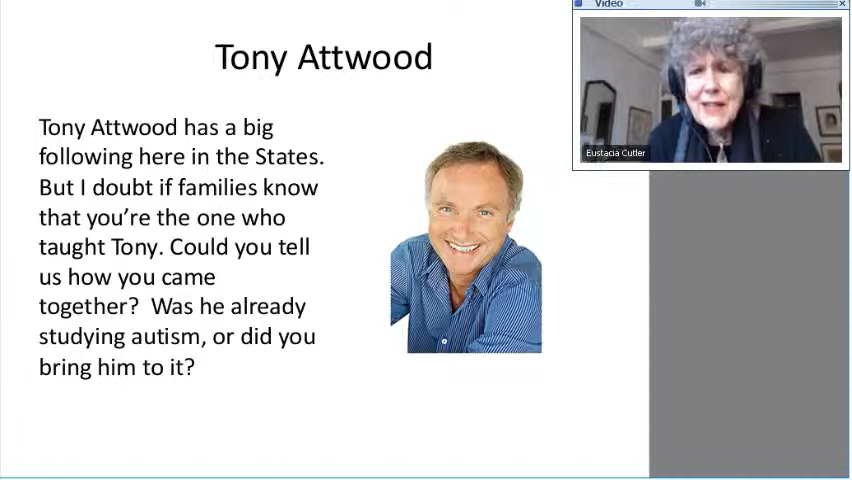 Tony Attwood
Tony Attwood has a big
following here in the States.
But I doubt if families know
that you’re the one who
taught Tony. Could you tell
us how you came
together?  Was he already
studying autism, or did you
bring him to it?
Video
Eustacia Cutler